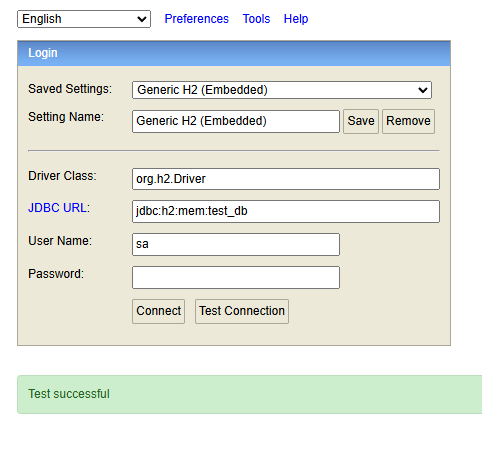 English Preferences Tools Help
Login
Saved Settings: Generic H2 (Embedded)
Setting Name: Generic H2 (Embedded) Save Remove
Driver Class: org.h2.Driver
JDBC URL: jdbc:h2:mem:test_db
User Name: sa
Password:
Connect Test Connection
Test successful